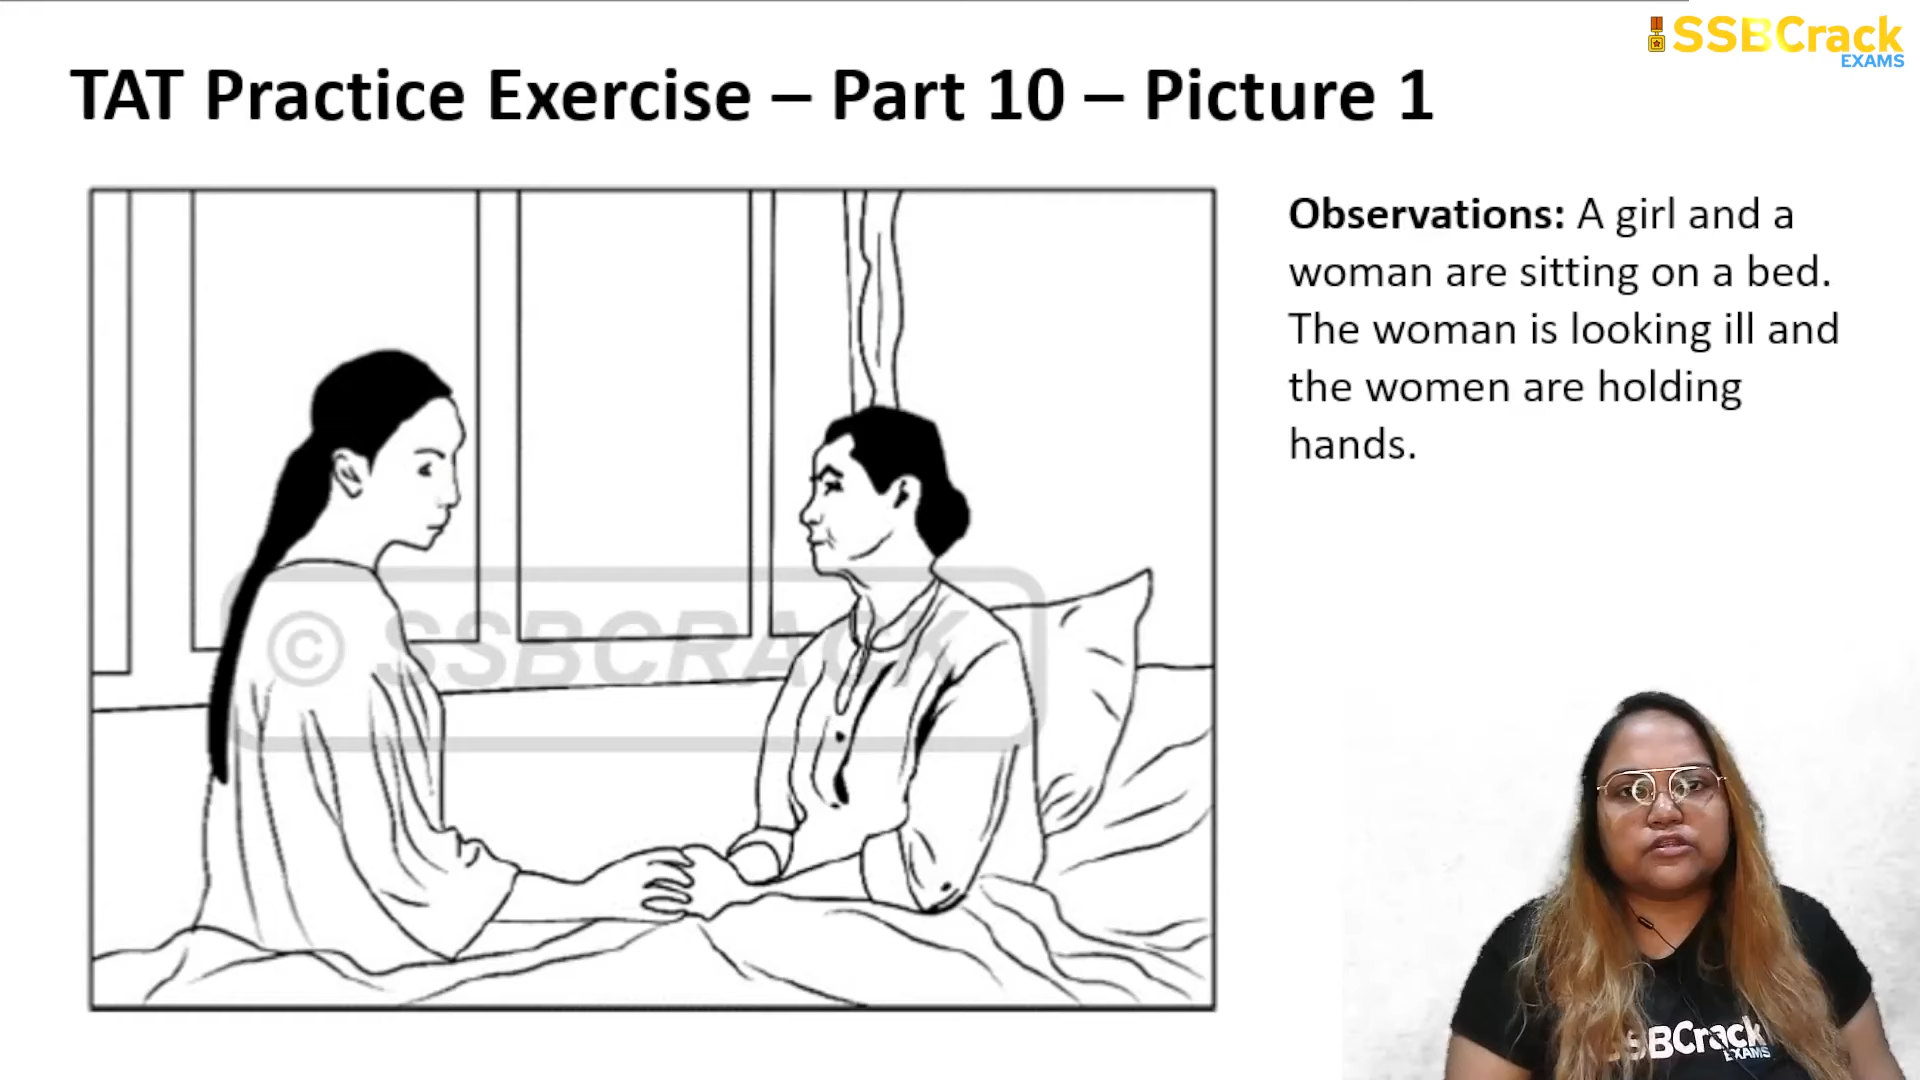 SSBCrack
EXAMS
TAT Practice Exercise – Part 10 – Picture 1
Observations: A girl and a
woman are sitting on a bed.
The woman is looking ill and
the women are holding
hands.
© SSBCRACK
SSBCrack
EXAMS